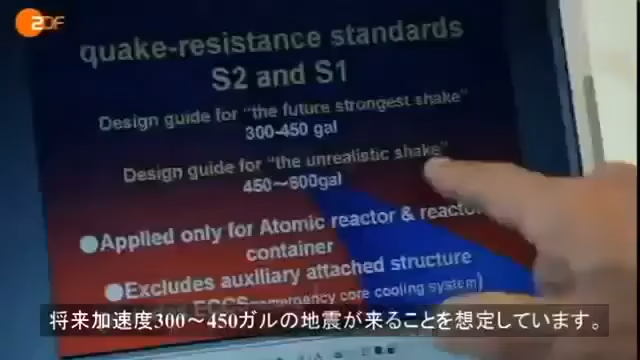 ZDF
quake-resistance standards
S2 and S1
Design guide for "the future strongest shake"
300-450 gal
Design guide for "the unrealistic shake"
450～600gal
●Applied only for Atomic reactor & reactor
container
●Excludes auxiliary attached structure
ECCS(emergency core cooling system)
将来加速度300～450ガルの地震が来ることを想定しています。